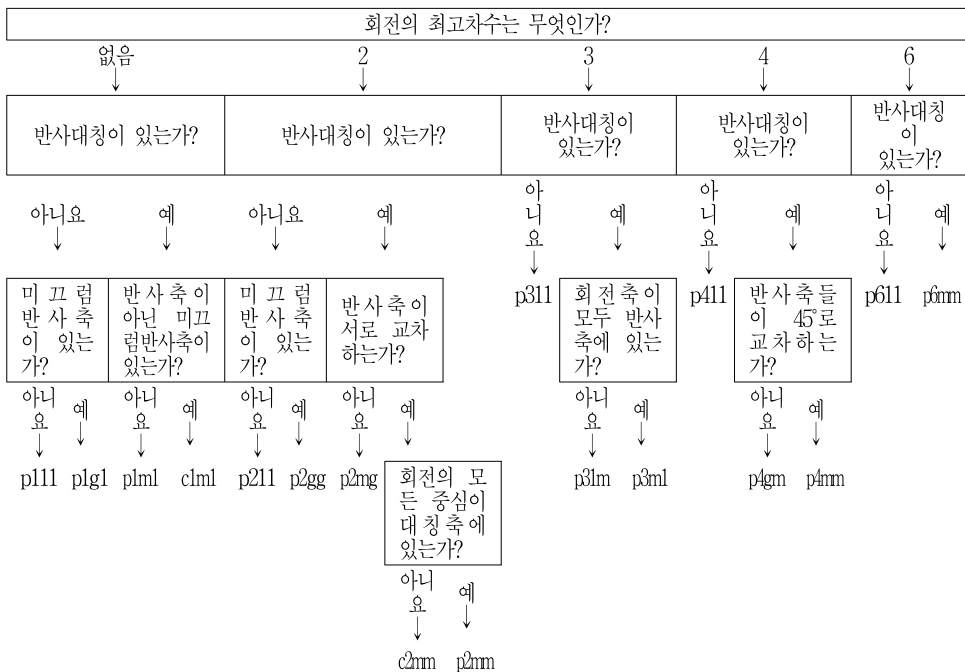 회전의 최고차수는 무엇인가?
없음 2 3 4 6
반사대칭이 있는가?
반사대칭이 있는가?
반사대칭이
있는가?
반사대칭이
있는가?
반사대칭
이
있는가?
아니요 예 아니요 예
아
니
요
예
아
니
요
예
아
니
요
예
미 끄 럼
반 사 축
이 있 는
가?
반 사 축 이
아닌 미끄
럼반사축이
있는가?
미 끄 럼
반 사 축
이 있 는
가?
반 사 축 이
서로 교차
하는가?
p311
회 전 축 이
모두 반사
축에 있는
가?
p411
반 사 축 들
이 45°로
교 차 하 는
가?
p611 p6mm
아니
요
예
아니
요
예
아니
요
예
아니
요
예
아니
요
예
아니
요
예
p111 p1g1 p1m1 c1m1 p211 p2gg p2mg
회전의 모
든 중심이
대 칭 축 에
있는가?
p31m p3m1 p4gm p4mm
아니
요
예
c2mm p2mm